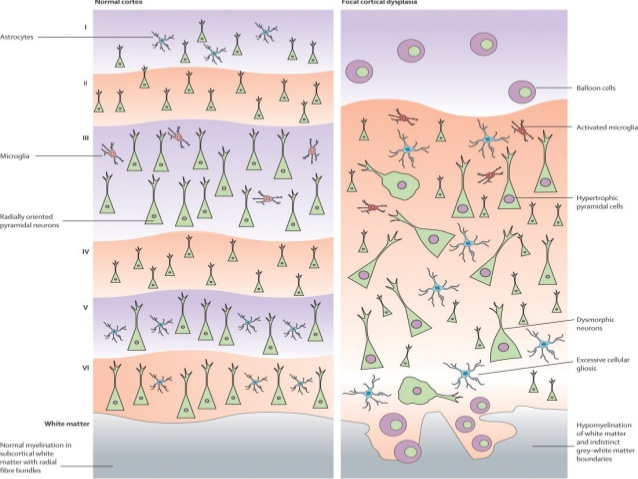 Normal cortex
Focal cortical dysplasia
I
Astrocytes
II
III
Microglia
Radially oriented
pyramidal neurons
IV
V
VI
White matter
Normal myelination in
subcortical white
matter with radial
fibre bundles
Balloon cells
Activated microglia
Hypertrophic
pyramidal cells
Dysmorphic
neurons
Excessive cellular
gliosis
Hypomyelination
of white matter
and indistinct
grey–white matter
boundaries